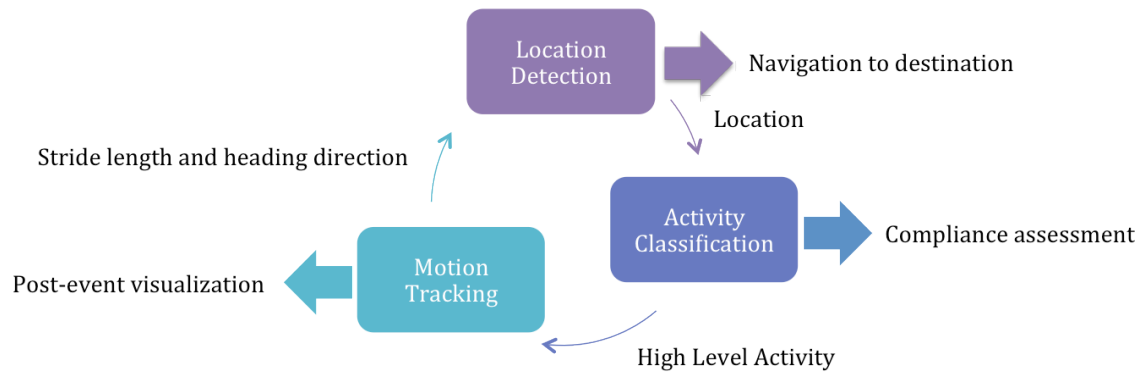 Location
Detection
Navigation to destination
Location
Stride length and heading direction
Activity
Classification
Compliance assessment
Motion
Tracking
Post-event visualization
High Level Activity